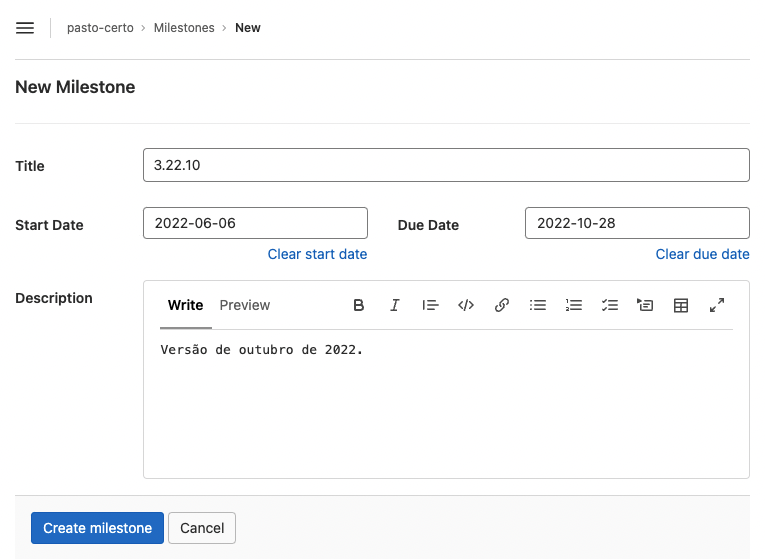 pasto-certo › Milestones › New
New Milestone
Title
3.22.10
Start Date
2022-06-06
Due Date
2022-10-28
Clear start date
Clear due date
Description
Write Preview
Versão de outubro de 2022.
Create milestone
Cancel